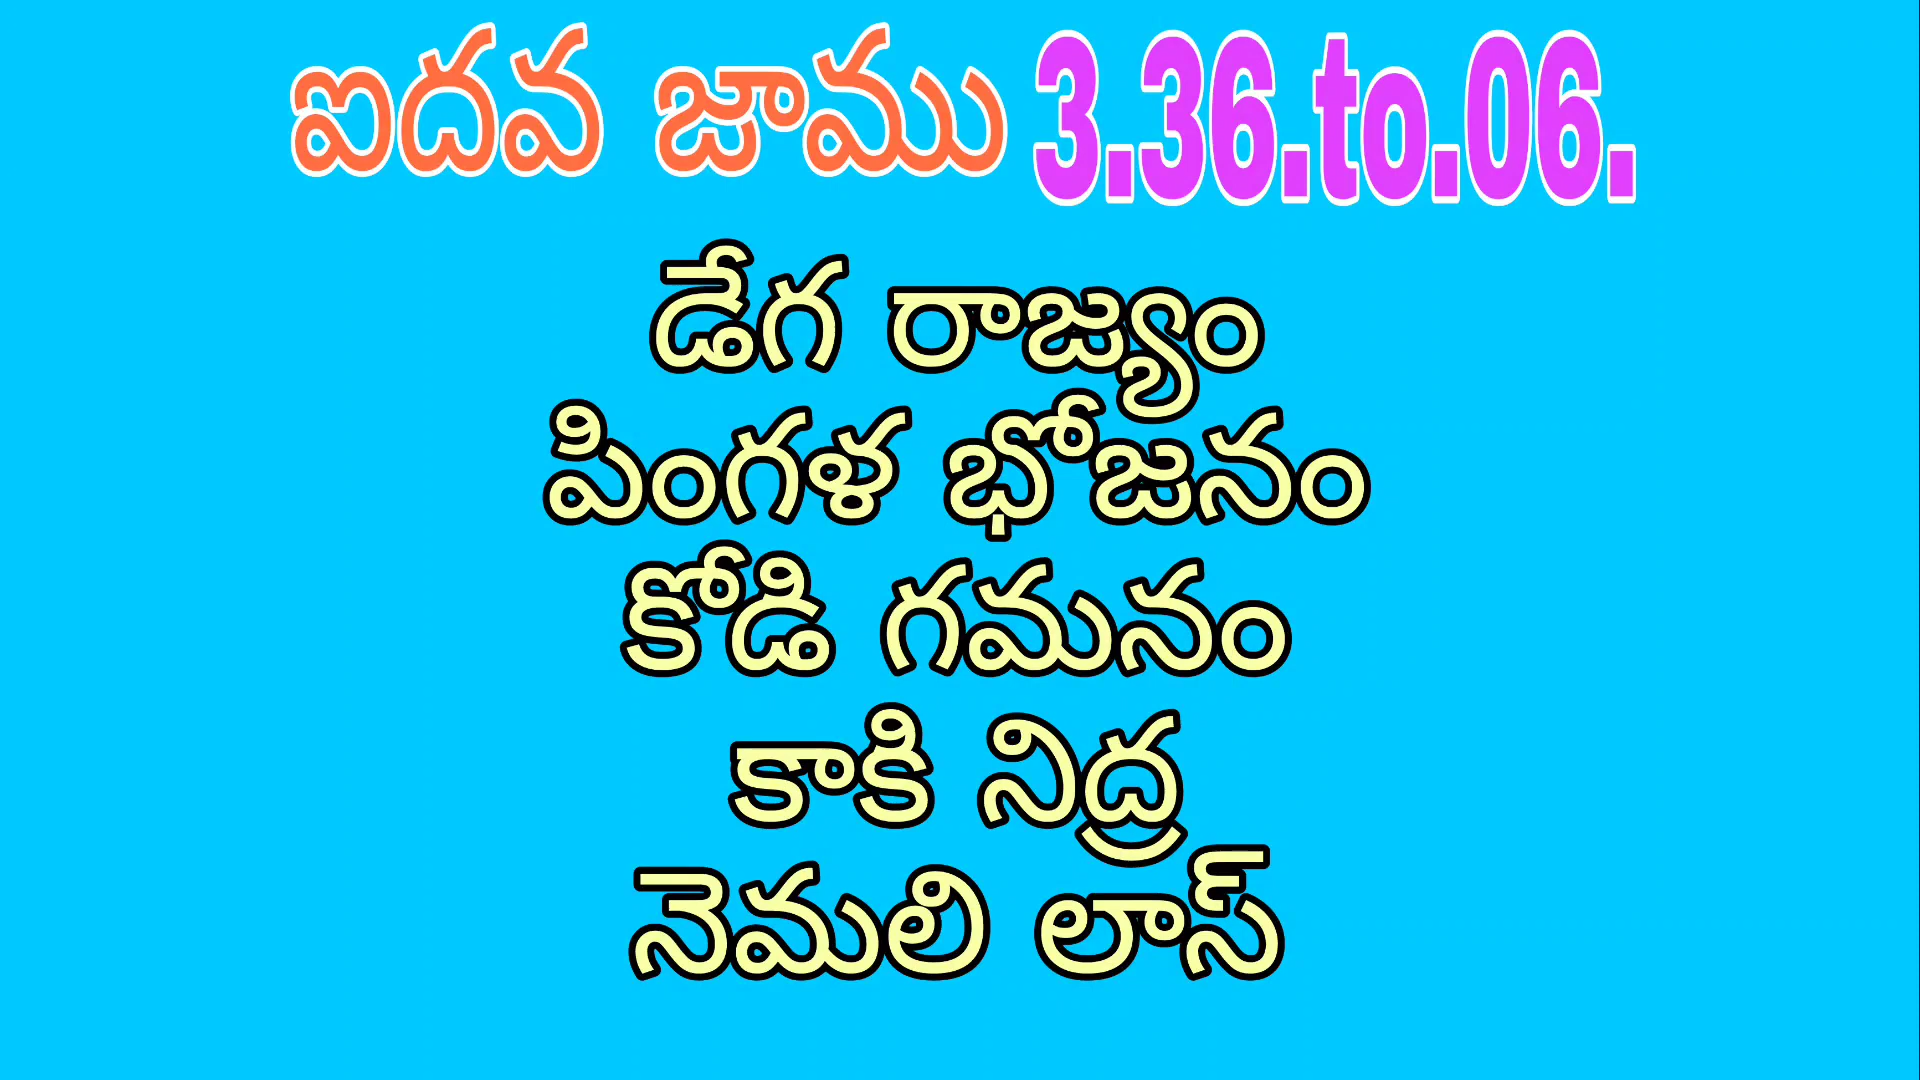 ఐదవ జాము 3.36.to.06.
డేగ రాజ్యం
పింగళ భోజనం
కోడి గమనం
కాకి నిద్ర
నెమలి లాస్